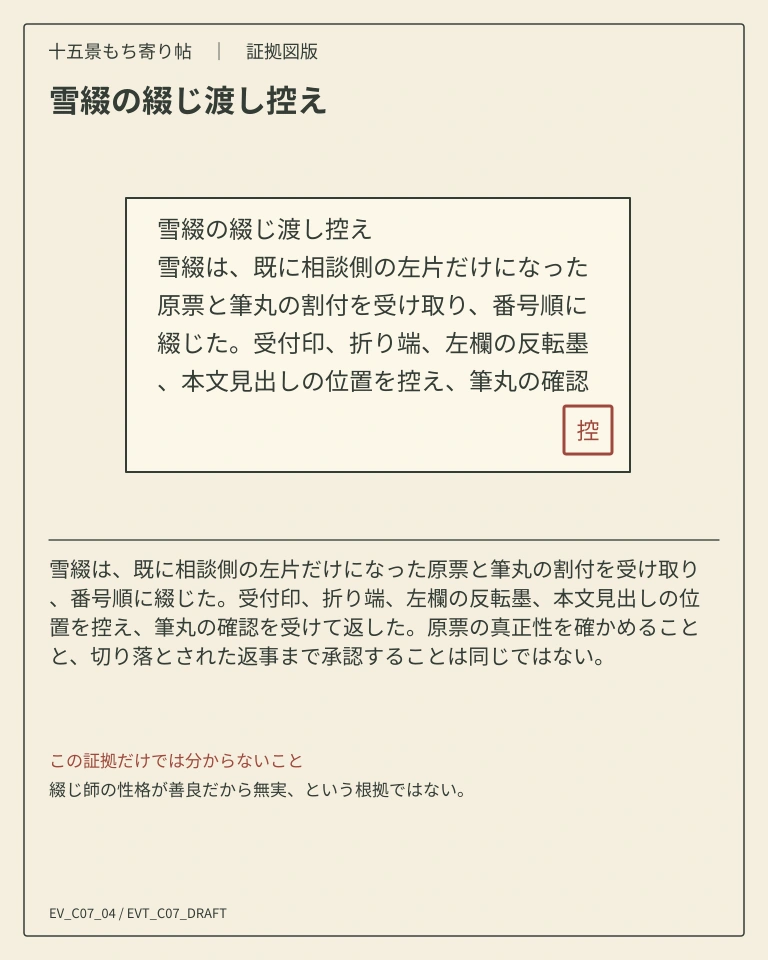 十五景もち寄り帖 | 証拠図版
雪綴の綴じ渡し控え
雪綴の綴じ渡し控え
雪綴は、既に相談側の左片だけになった
原票と筆丸の割付を受け取り、番号順に
綴じた。受付印、折り端、左欄の反転墨
、本文見出しの位置を控え、筆丸の確認
控
雪綴は、既に相談側の左片だけになった原票と筆丸の割付を受け取り
、番号順に綴じた。受付印、折り端、左欄の反転墨、本文見出しの位
置を控え、筆丸の確認を受けて返した。原票の真正性を確かめること
と、切り落とされた返事まで承認することは同じではない。
この証拠だけでは分からないこと
綴じ師の性格が善良だから無実、という根拠ではない。
EV_C07_04 / EVT_C07_DRAFT